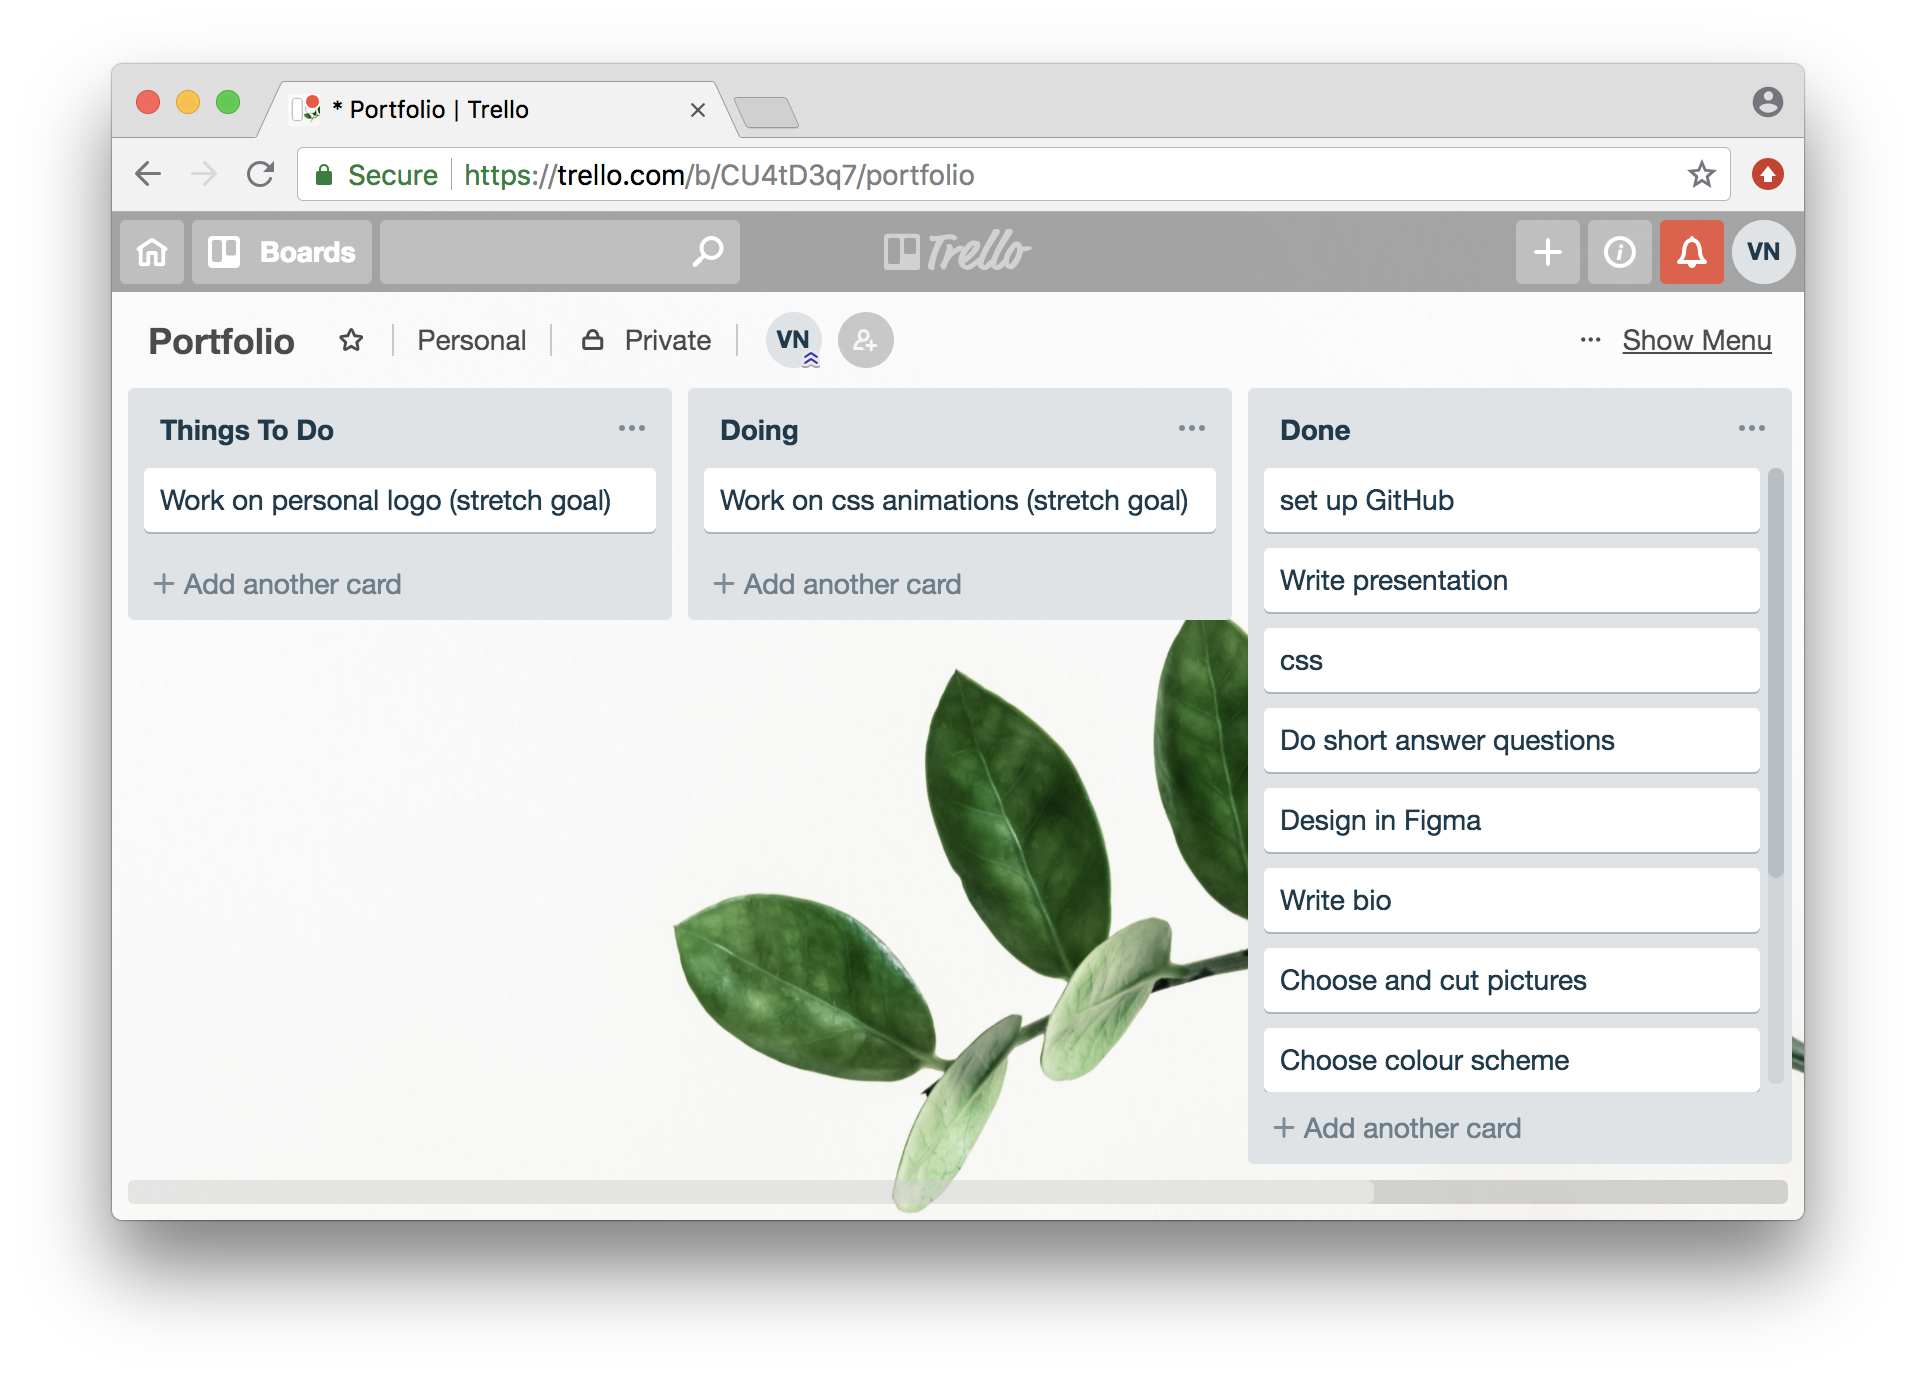 * Portfolio | Trello
Secure https://trello.com/b/CU4tD3q7/portfolio
Boards
Trello
VN
Portfolio Personal Private VN ... Show Menu
Things To Do
Work on personal logo (stretch goal)
+ Add another card
Doing
Work on css animations (stretch goal)
+ Add another card
Done
set up GitHub
Write presentation
css
Do short answer questions
Design in Figma
Write bio
Choose and cut pictures
Choose colour scheme
+ Add another card